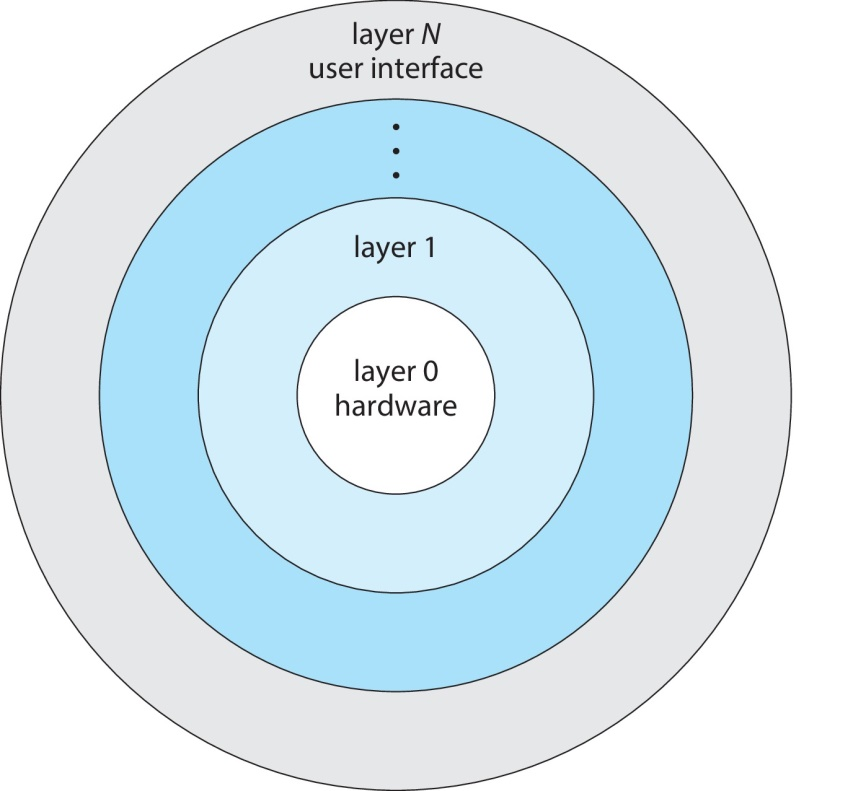 layer N
user interface
layer 1
layer 0
hardware